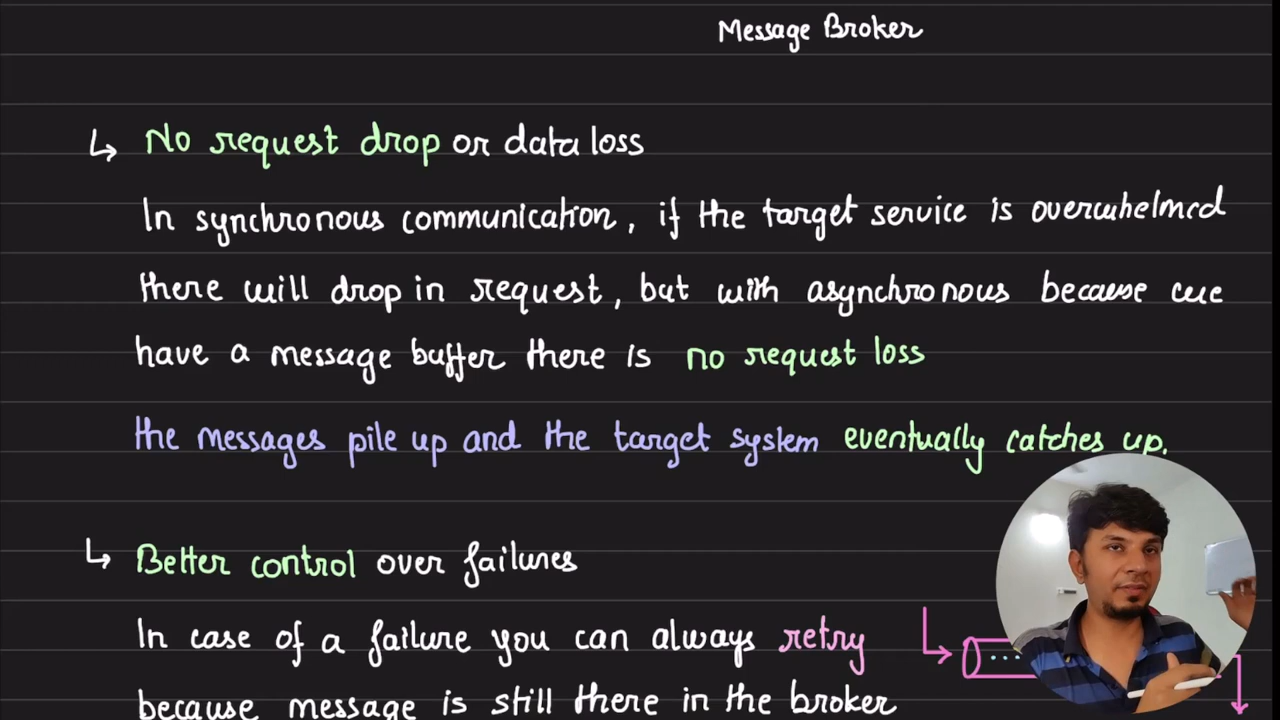 Message Broker
↳ No request drop or data loss
In synchronous communication, if the target service is overwhelmed
there will drop in request, but with asynchronous because we
have a message buffer there is no request loss
the messages pile up and the target system eventually catches up.
↳ Better control over failures
In case of a failure you can always retry
because message is still there in the broker